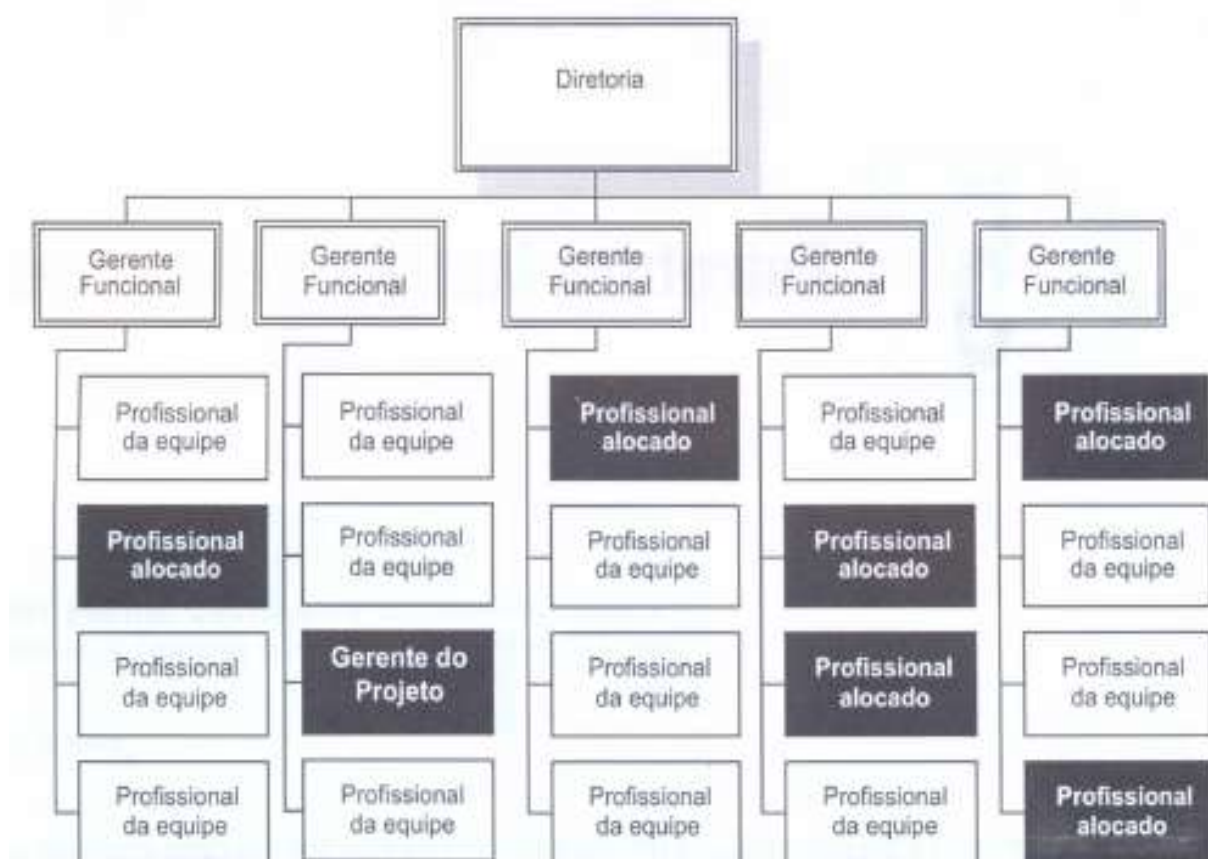 Diretoria
Gerente
Funcional
Gerente
Funcional
Gerente
Funcional
Gerente
Funcional
Gerente
Funcional
Profissional
da equipe
Profissional
da equipe
Profissional
alocado
Profissional
da equipe
Profissional
alocado
Profissional
alocado
Profissional
da equipe
Profissional
da equipe
Profissional
alocado
Profissional
da equipe
Profissional
da equipe
Gerente do
Projeto
Profissional
da equipe
Profissional
alocado
Profissional
da equipe
Profissional
da equipe
Profissional
da equipe
Profissional
da equipe
Profissional
da equipe
Profissional
alocado